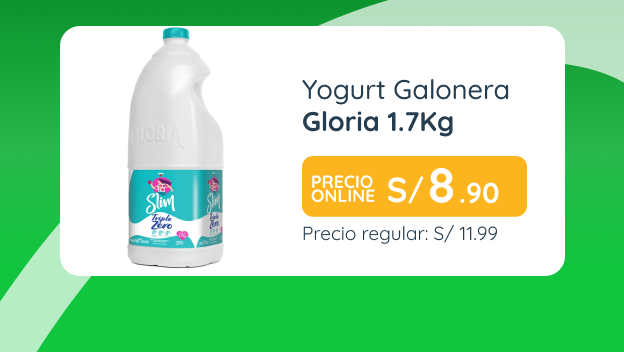 Yogurt Galonera
Gloria 1.7Kg
PRECIO
ONLINE
S/ 8.90
Precio regular: S/ 11.99
GLORIA
Slim
Triple
Zero